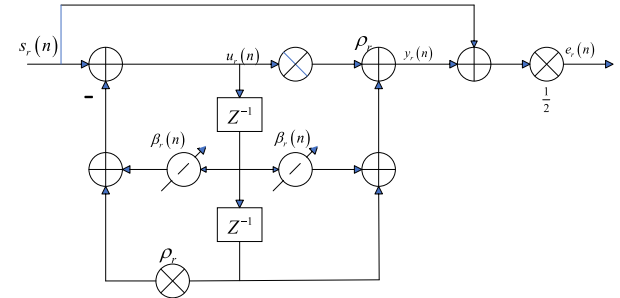 s_r(n)
u_r(n)
ρ_r
y_r(n)
e_r(n)
-
1/2
Z^{-1}
β_r(n)
β_r(n)
Z^{-1}
ρ_r